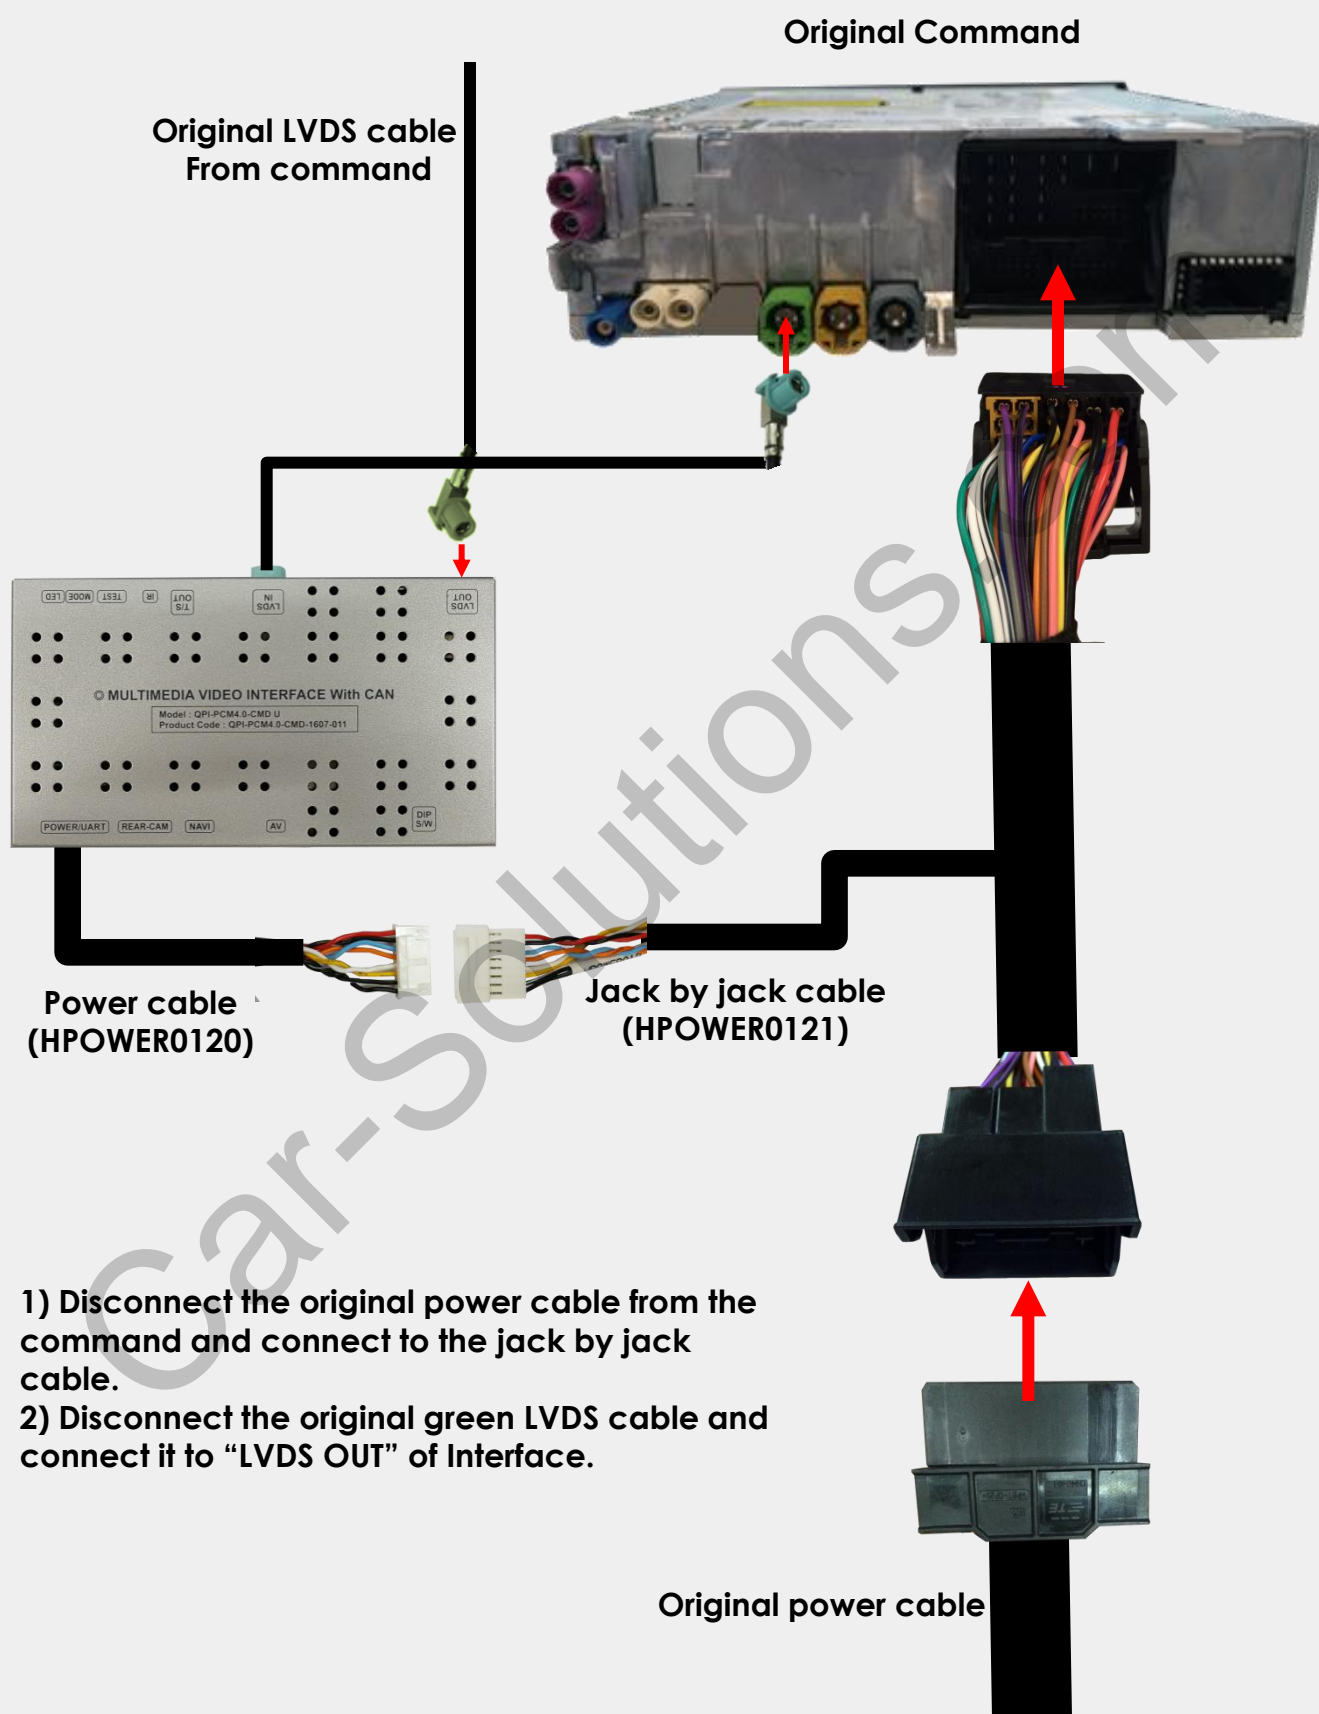 Original Command
Original LVDS cable
From command
LED
MODE
TEST
IR
T/S
OUT
LVDS
IN
LVDS
OUT
© MULTIMEDIA VIDEO INTERFACE With CAN
Model : QPI-PCM4.0-CMD U
Product Code : QPI-PCM4.0-CMD-1607-011
POWER/UART
REAR-CAM
NAVI
AV
DIP
S/W
Power cable
(HPOWER0120)
Jack by jack cable
(HPOWER0121)
1) Disconnect the original power cable from the
command and connect to the jack by jack
cable.
2) Disconnect the original green LVDS cable and
connect it to “LVDS OUT” of Interface.
TE
Original power cable
Car-Solutions.com